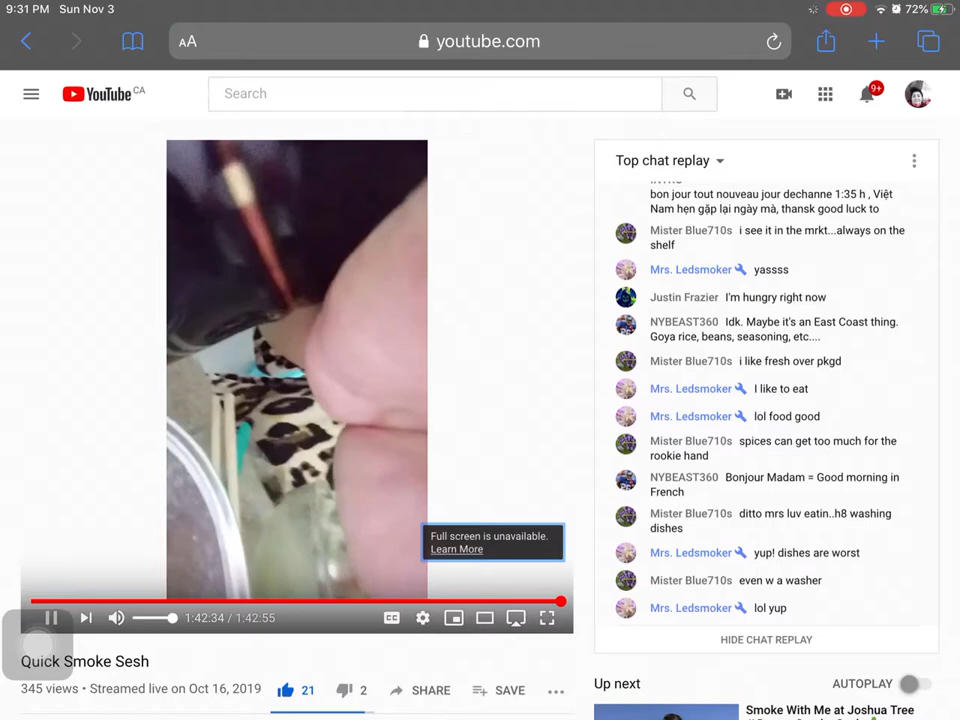 9:31 PM Sun Nov 3
72%
AA
youtube.com
YouTube CA
Search
9+
Top chat replay
bon jour tout nouveau jour dechanne 1:35 h , Việt
Nam hẹn gặp lại ngày mà, thansk good luck to
Mister Blue710s i see it in the mrkt...always on the
shelf
Mrs. Ledsmoker yassss
Justin Frazier I'm hungry right now
NYBEAST360 Idk. Maybe it's an East Coast thing.
Goya rice, beans, seasoning, etc....
Mister Blue710s i like fresh over pkgd
Mrs. Ledsmoker I like to eat
Mrs. Ledsmoker lol food good
Mister Blue710s spices can get too much for the
rookie hand
NYBEAST360 Bonjour Madam = Good morning in
French
Mister Blue710s ditto mrs luv eatin..h8 washing
dishes
Mrs. Ledsmoker yup! dishes are worst
Mister Blue710s even w a washer
Mrs. Ledsmoker lol yup
HIDE CHAT REPLAY
Full screen is unavailable.
Learn More
1:42:34 / 1:42:55
CC
Quick Smoke Sesh
345 views • Streamed live on Oct 16, 2019
21
2
SHARE
SAVE
Up next
AUTOPLAY
Smoke With Me at Joshua Tree